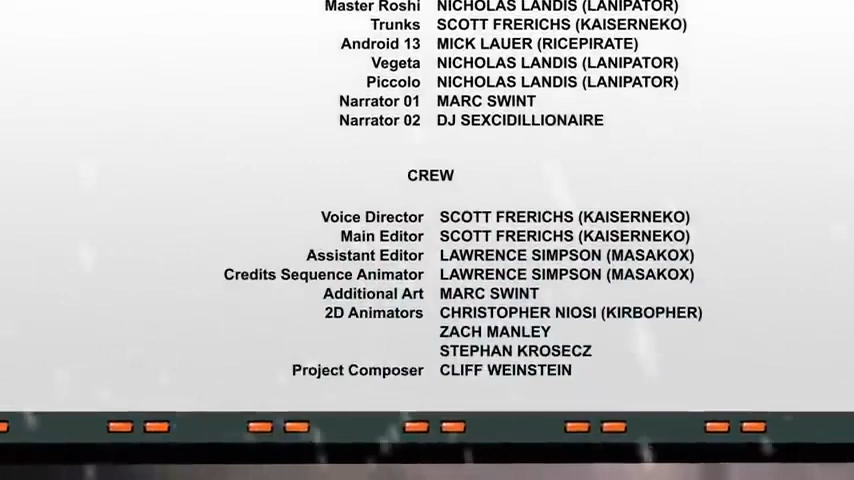 Master Roshi NICHOLAS LANDIS (LANIPATOR)
Trunks SCOTT FRERICHS (KAISERNEKO)
Android 13 MICK LAUER (RICEPIRATE)
Vegeta NICHOLAS LANDIS (LANIPATOR)
Piccolo NICHOLAS LANDIS (LANIPATOR)
Narrator 01 MARC SWINT
Narrator 02 DJ SEXCIDILLIONAIRE
CREW
Voice Director SCOTT FRERICHS (KAISERNEKO)
Main Editor SCOTT FRERICHS (KAISERNEKO)
Assistant Editor LAWRENCE SIMPSON (MASAKOX)
Credits Sequence Animator LAWRENCE SIMPSON (MASAKOX)
Additional Art MARC SWINT
2D Animators CHRISTOPHER NIOSI (KIRBOPHER)
ZACH MANLEY
STEPHAN KROSECZ
Project Composer CLIFF WEINSTEIN